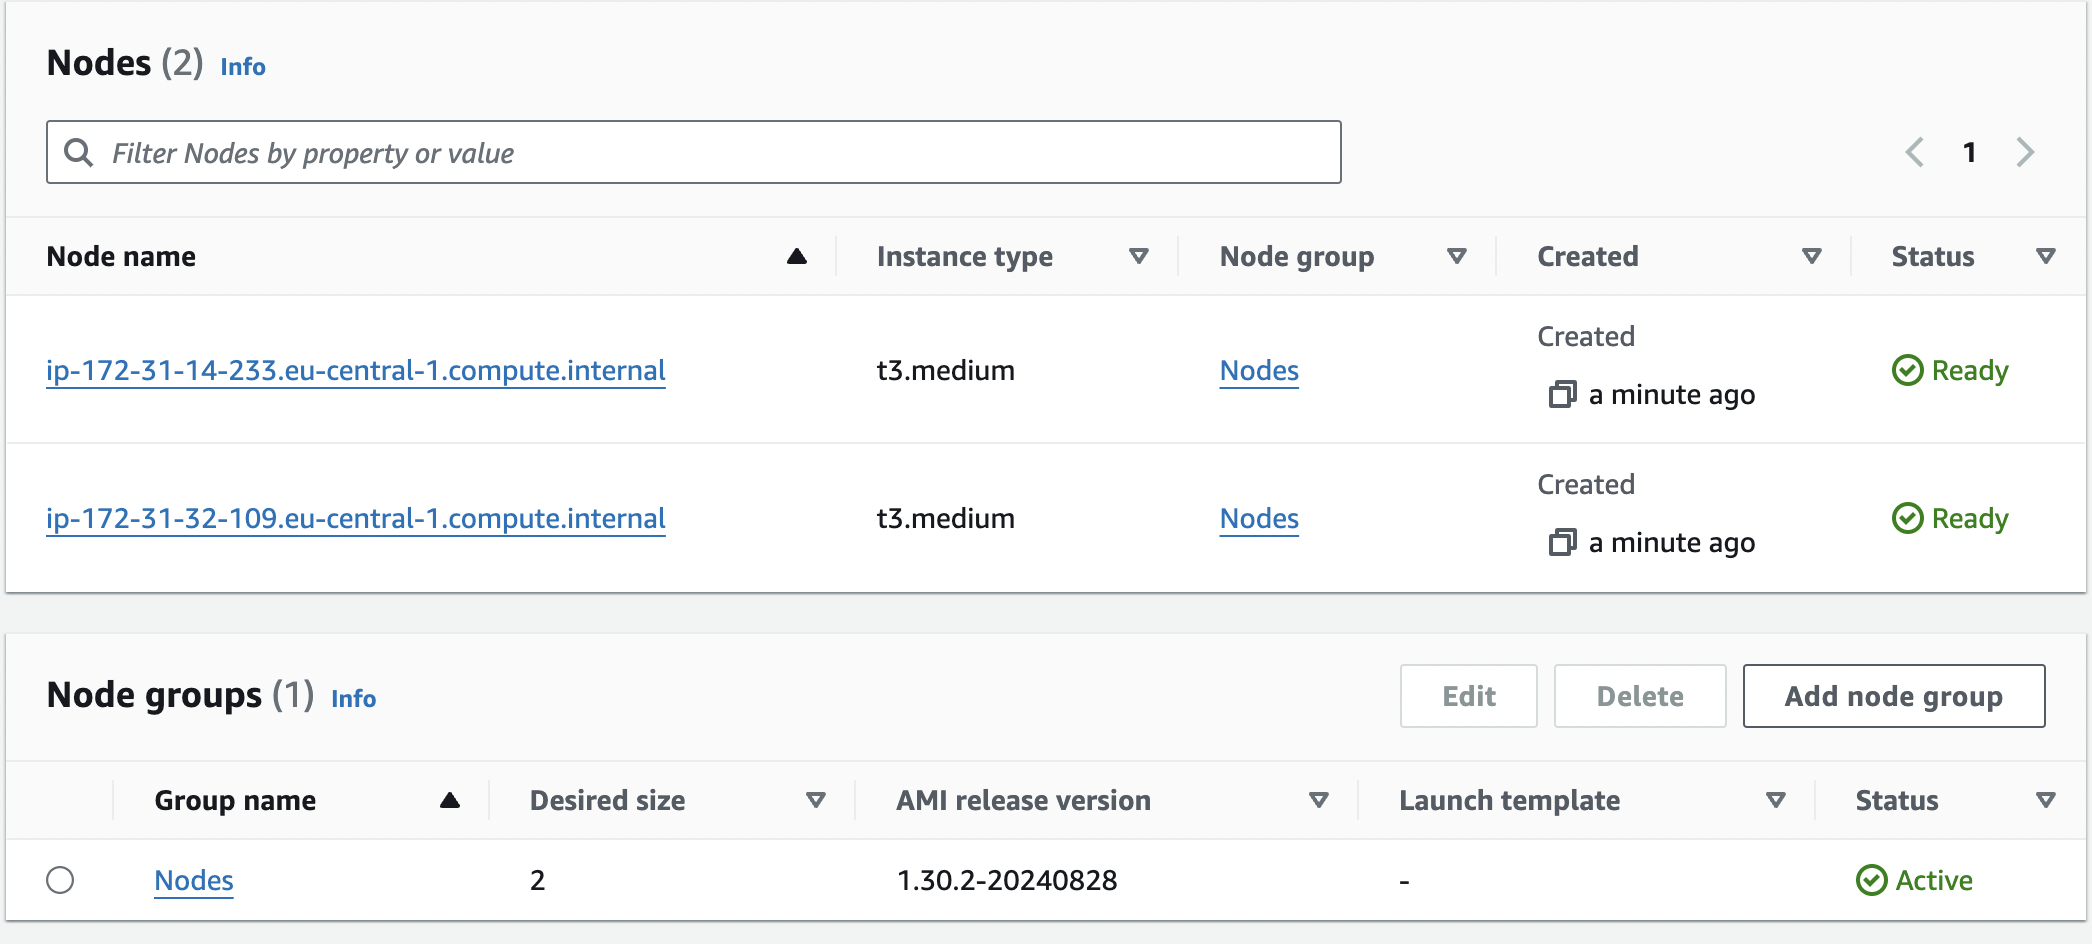 Nodes (2) Info
Filter Nodes by property or value
1
Node name Instance type Node group Created Status
ip-172-31-14-233.eu-central-1.compute.internal t3.medium Nodes Created a minute ago Ready
ip-172-31-32-109.eu-central-1.compute.internal t3.medium Nodes Created a minute ago Ready
Node groups (1) Info Edit Delete Add node group
Group name Desired size AMI release version Launch template Status
Nodes 2 1.30.2-20240828 - Active